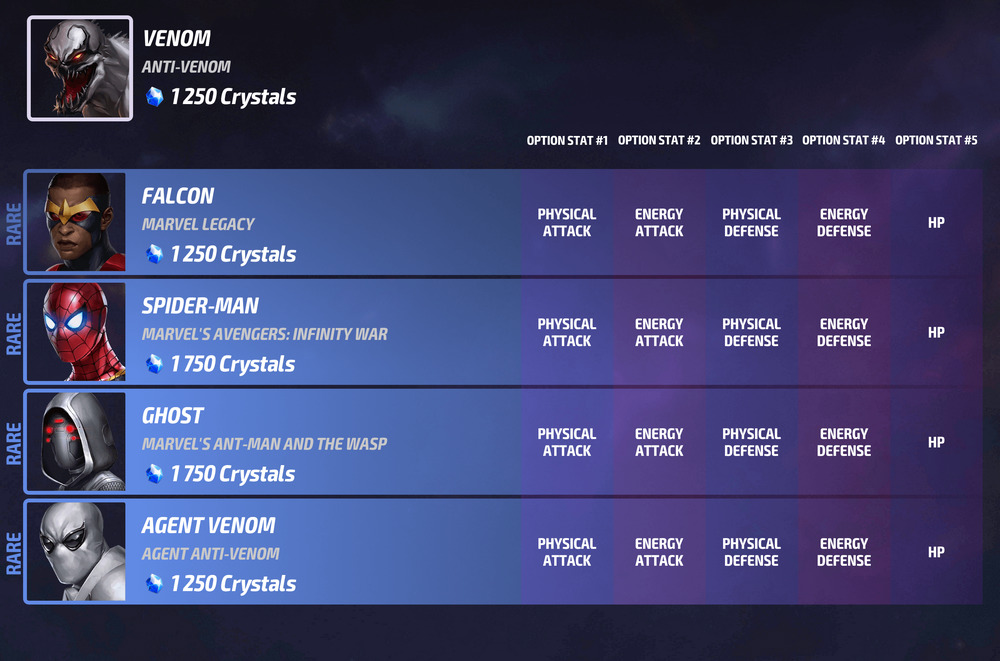 VENOM
ANTI-VENOM
1 250 Crystals
OPTION STAT #1 OPTION STAT #2 OPTION STAT #3 OPTION STAT #4 OPTION STAT #5
RARE
FALCON
MARVEL LEGACY
1 250 Crystals
PHYSICAL ATTACK
ENERGY ATTACK
PHYSICAL DEFENSE
ENERGY DEFENSE
HP
RARE
SPIDER-MAN
MARVEL'S AVENGERS: INFINITY WAR
1 750 Crystals
PHYSICAL ATTACK
ENERGY ATTACK
PHYSICAL DEFENSE
ENERGY DEFENSE
HP
RARE
GHOST
MARVEL'S ANT-MAN AND THE WASP
1 750 Crystals
PHYSICAL ATTACK
ENERGY ATTACK
PHYSICAL DEFENSE
ENERGY DEFENSE
HP
RARE
AGENT VENOM
AGENT ANTI-VENOM
1 250 Crystals
PHYSICAL ATTACK
ENERGY ATTACK
PHYSICAL DEFENSE
ENERGY DEFENSE
HP